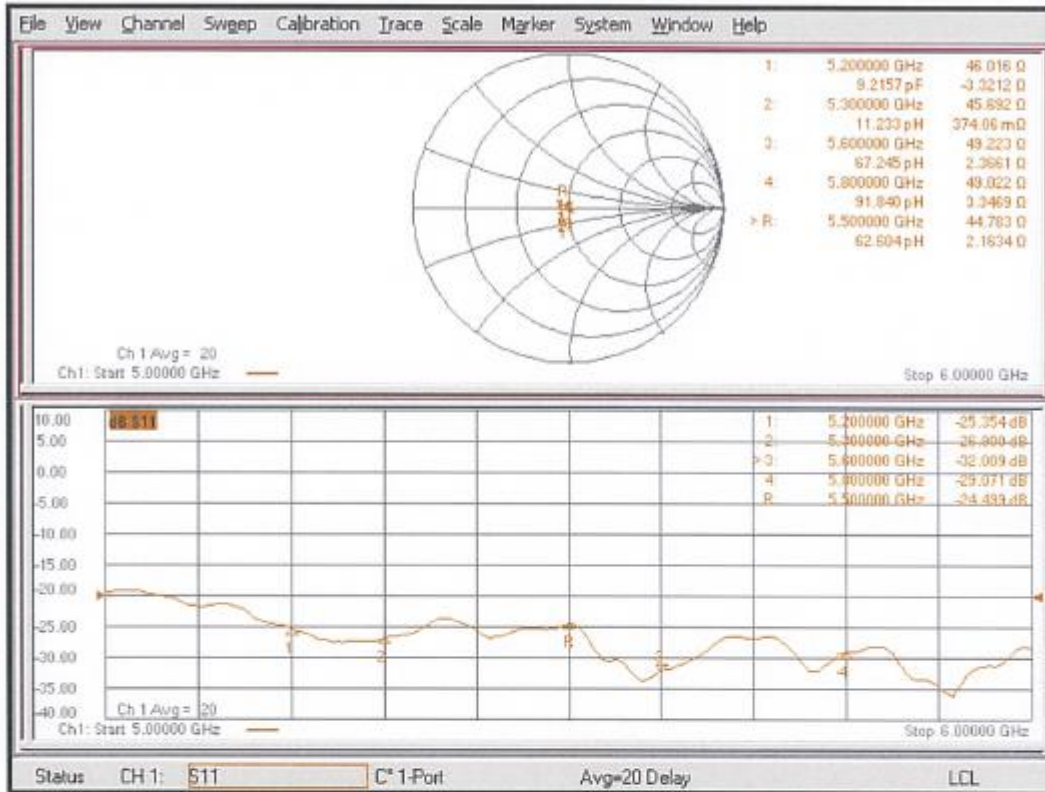 File View Channel Sweep Calibration Trace Scale Marker System Window Help
1: 5.200000 GHz 46.016 Ω
9.2157 pF -3.3212 Ω
2: 5.300000 GHz 45.692 Ω
11.233 pH 374.06 mΩ
3: 5.600000 GHz 49.223 Ω
67.245 pH 2.3661 Ω
4: 5.800000 GHz 49.022 Ω
91.840 pH 3.3469 Ω
> R: 5.500000 GHz 44.783 Ω
62.604 pH 2.1634 Ω
R
Ch 1 Avg = 20
Ch1: Start 5.00000 GHz
Stop 6.00000 GHz
10.00
5.00
0.00
-5.00
-10.00
-15.00
-20.00
-25.00
-30.00
-35.00
-40.00
dB S11
1: 5.200000 GHz -25.354 dB
2: 5.300000 GHz -26.900 dB
> 3: 5.600000 GHz -32.009 dB
4: 5.800000 GHz -29.071 dB
R: 5.500000 GHz -24.499 dB
1
2
R
3
4
Ch 1 Avg = 20
Ch1: Start 5.00000 GHz
Stop 6.00000 GHz
Status CH 1: S11 C* 1-Port Avg=20 Delay LCL